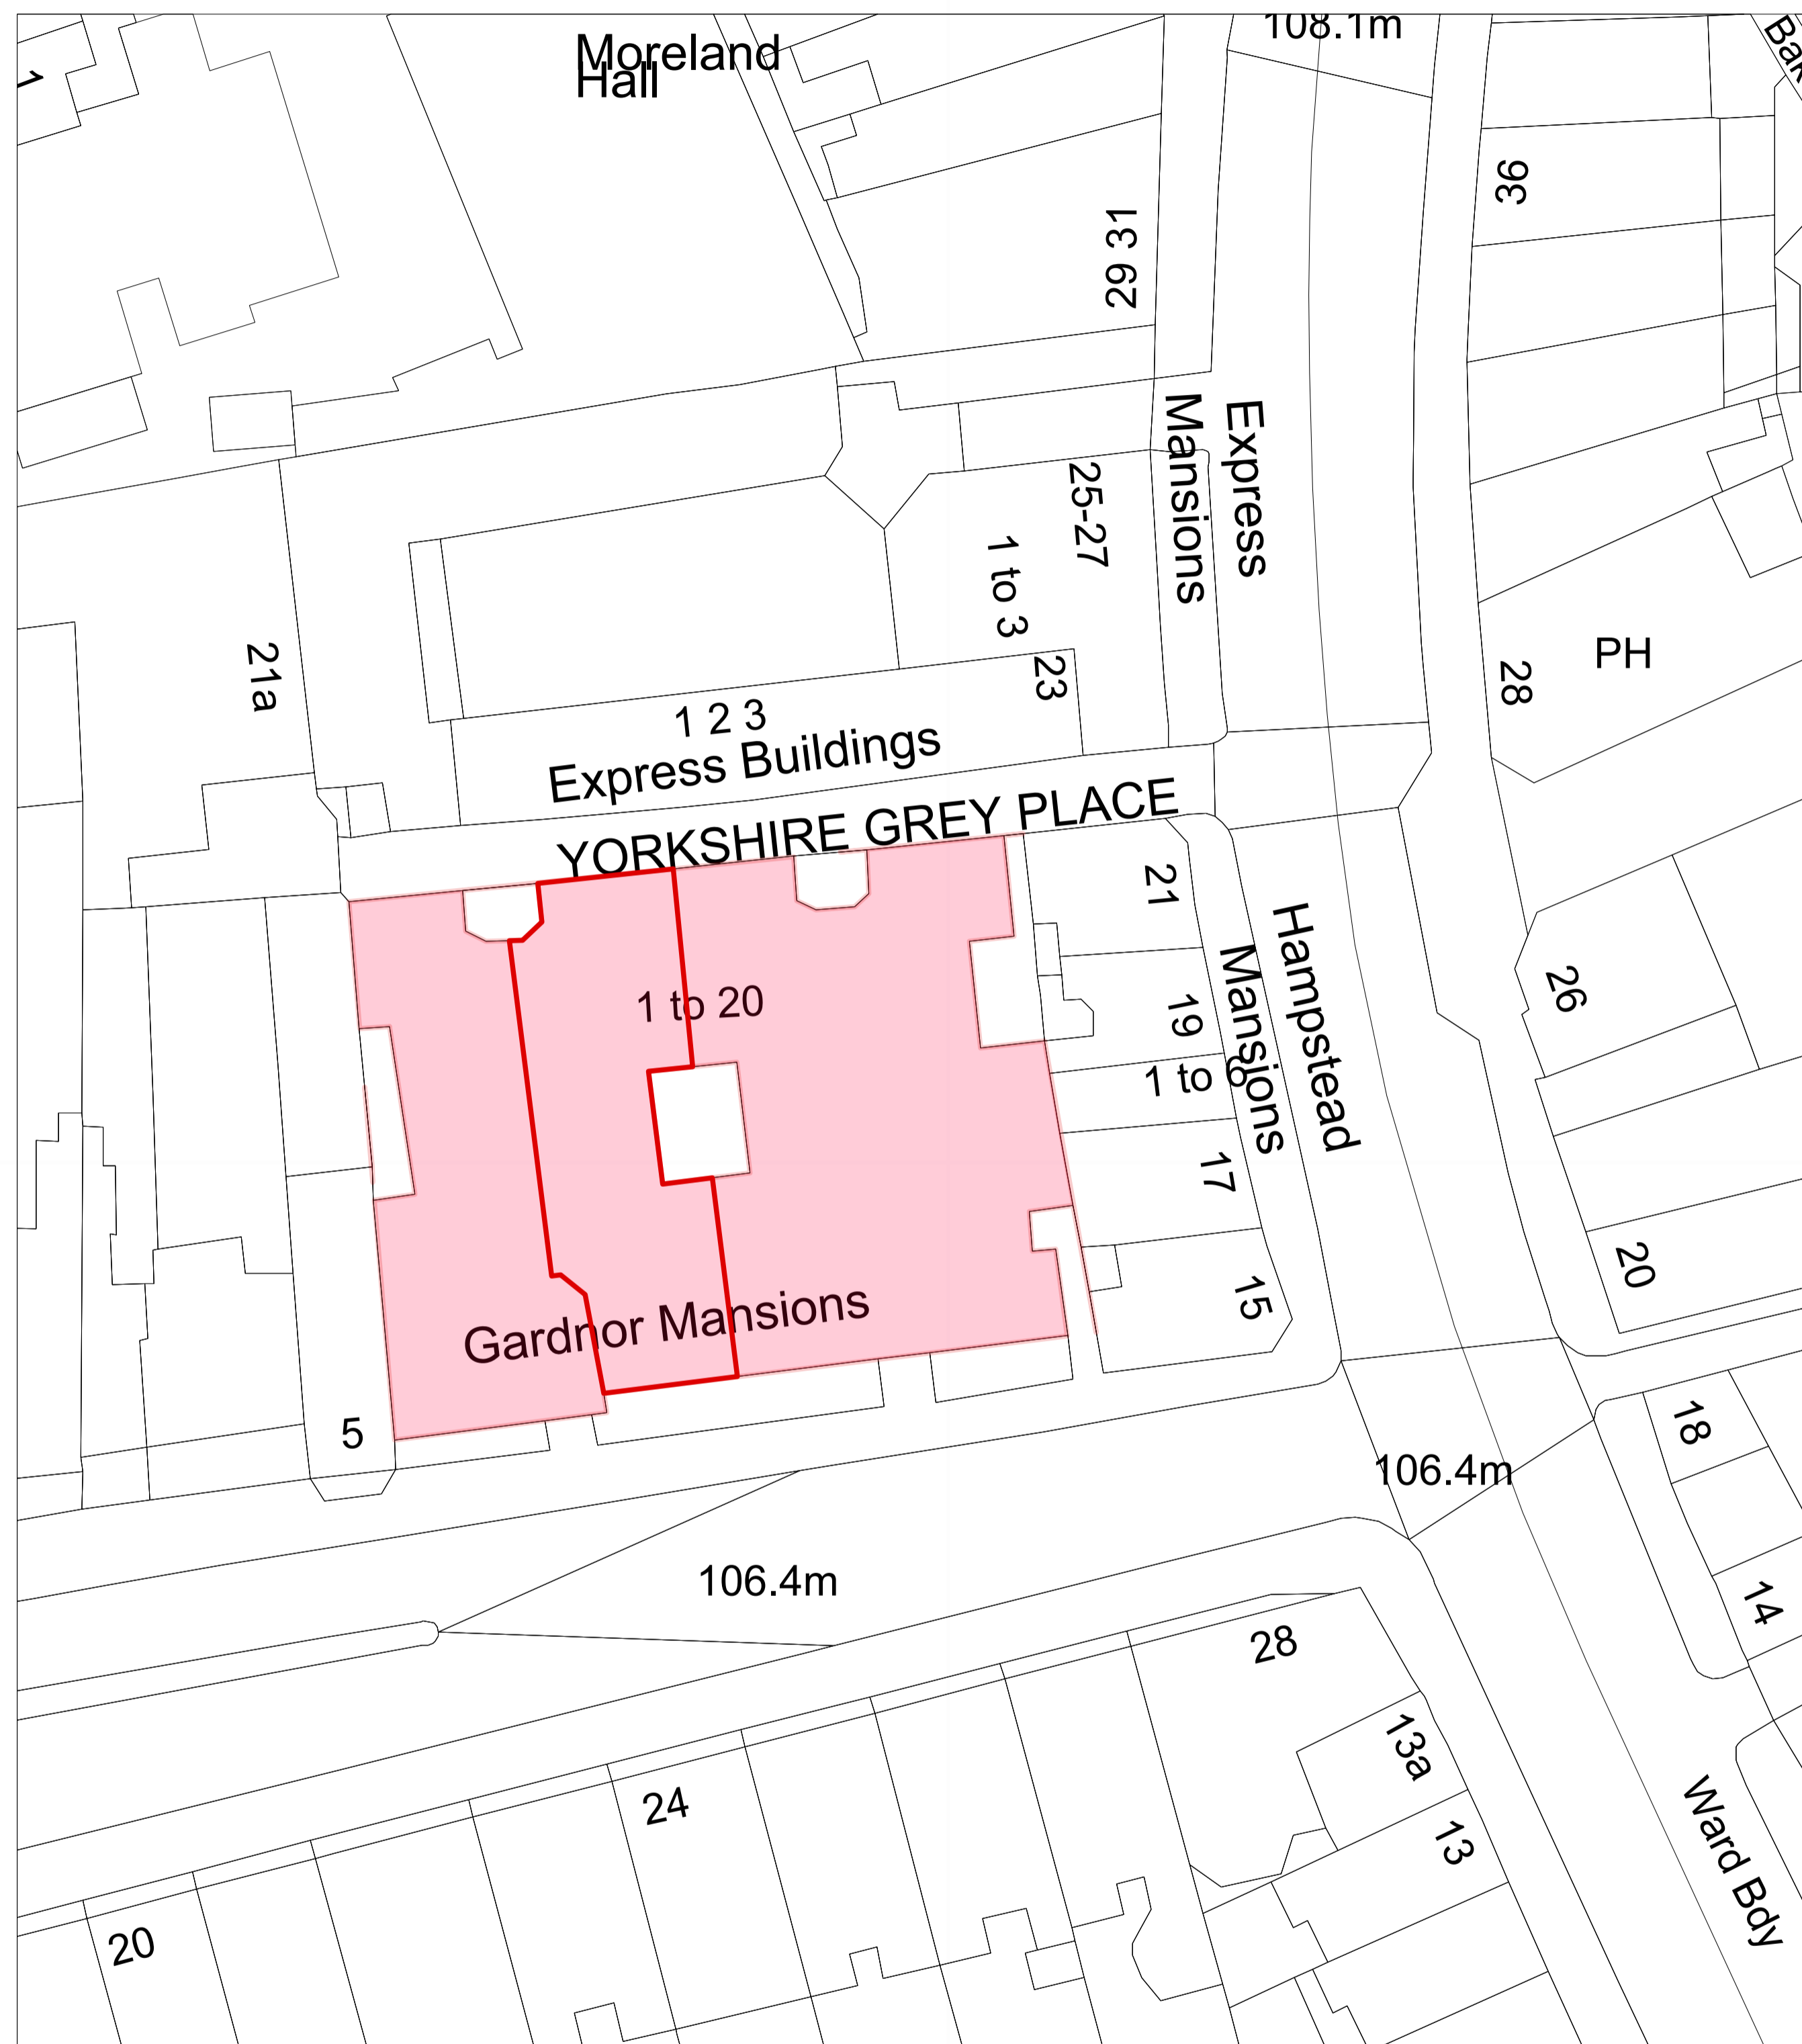 108.1m
Moreland
Hall
1
36
29 31
Express
Mansions
25-27
1 to 3
PH
28
23
21a
1 2 3
Express Buildings
YORKSHIRE GREY PLACE
21
Hampstead
Mansions
26
1 to 20
19
1 to 6
17
20
15
Gardnor Mansions
5
18
106.4m
106.4m
14
28
13a
24
13
Ward Bdy
20